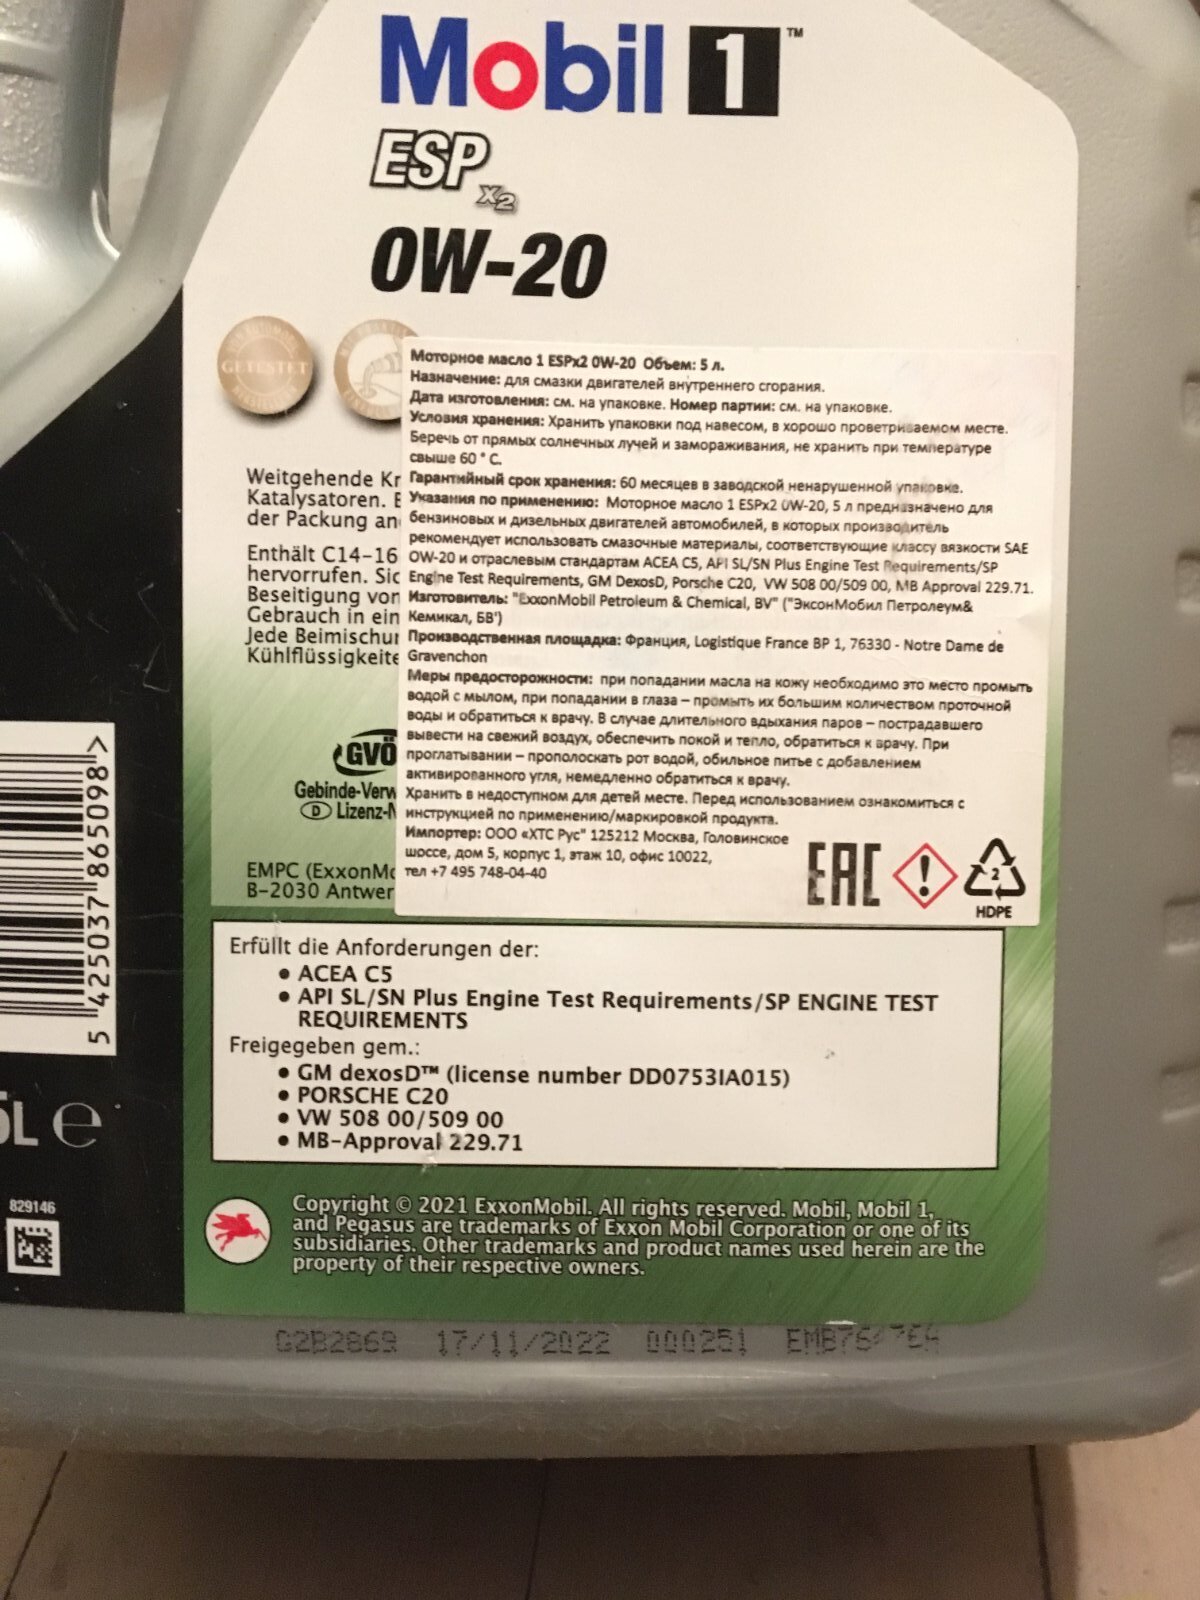 Mobil 1™
ESP
x2
0W-20
GETESTET
Моторное масло 1 ESPx2 0W-20 Объем: 5 л.
Назначение: для смазки двигателей внутреннего сгорания.
Дата изготовления: см. на упаковке. Номер партии: см. на упаковке.
Условия хранения: Хранить упаковки под навесом, в хорошо проветриваемом месте.
Беречь от прямых солнечных лучей и замораживания, не хранить при температуре
свыше 60 ° С.
Гарантийный срок хранения: 60 месяцев в заводской ненарушенной упаковке.
Указания по применению: Моторное масло 1 ESPx2 0W-20, 5 л предназначено для
бензиновых и дизельных двигателей автомобилей, в которых производитель
рекомендует использовать смазочные материалы, соответствующие классу вязкости SAE
0W-20 и отраслевым стандартам ACEA C5, API SL/SN Plus Engine Test Requirements/SP
Engine Test Requirements, GM DexosD, Porsche C20, VW 508 00/509 00, MB Approval 229.71.
Изготовитель: "ExxonMobil Petroleum & Chemical, BV" ("ЭксонМобил Петролеум&
Кемикал, БВ')
Производственная площадка: Франция, Logistique France BP 1, 76330 - Notre Dame de
Gravenchon
Меры предосторожности: при попадании масла на кожу необходимо это место промыть
водой с мылом, при попадании в глаза – промыть их большим количеством проточной
воды и обратиться к врачу. В случае длительного вдыхания паров – пострадавшего
вывести на свежий воздух, обеспечить покой и тепло, обратиться к врачу. При
проглатывании – прополоскать рот водой, обильное питье с добавлением
активированного угля, немедленно обратиться к врачу.
Хранить в недоступном для детей месте. Перед использованием ознакомиться с
инструкцией по применению/маркировкой продукта.
Импортер: ООО «ХТС Рус" 125212 Москва, Головинское
шоссе, дом 5, корпус 1, этаж 10, офис 10022,
тел +7 495 748-04-40
EAC
2
HDPE
Weitgehende
Katalysatoren.
der Packung
Enthält C14-16
hervorrufen.
Beseitigung von
Gebrauch in
Jede
GVÖ
D
EMPC
B-2030
Erfüllt die Anforderungen der:
• ACEA C5
• API SL/SN Plus Engine Test Requirements/SP ENGINE TEST
REQUIREMENTS
Freigegeben gem.:
• GM dexosD™ (license number DD0753IA015)
• PORSCHE C20
• VW 508 00/509 00
• MB-Approval 229.71
5 425037 865098 >
5L e
829146
Copyright © 2021 ExxonMobil. All rights reserved. Mobil, Mobil 1,
and Pegasus are trademarks of Exxon Mobil Corporation or one of its
subsidiaries. Other trademarks and product names used herein are the
property of their respective owners.
G2B2869 17/11/2022 000251